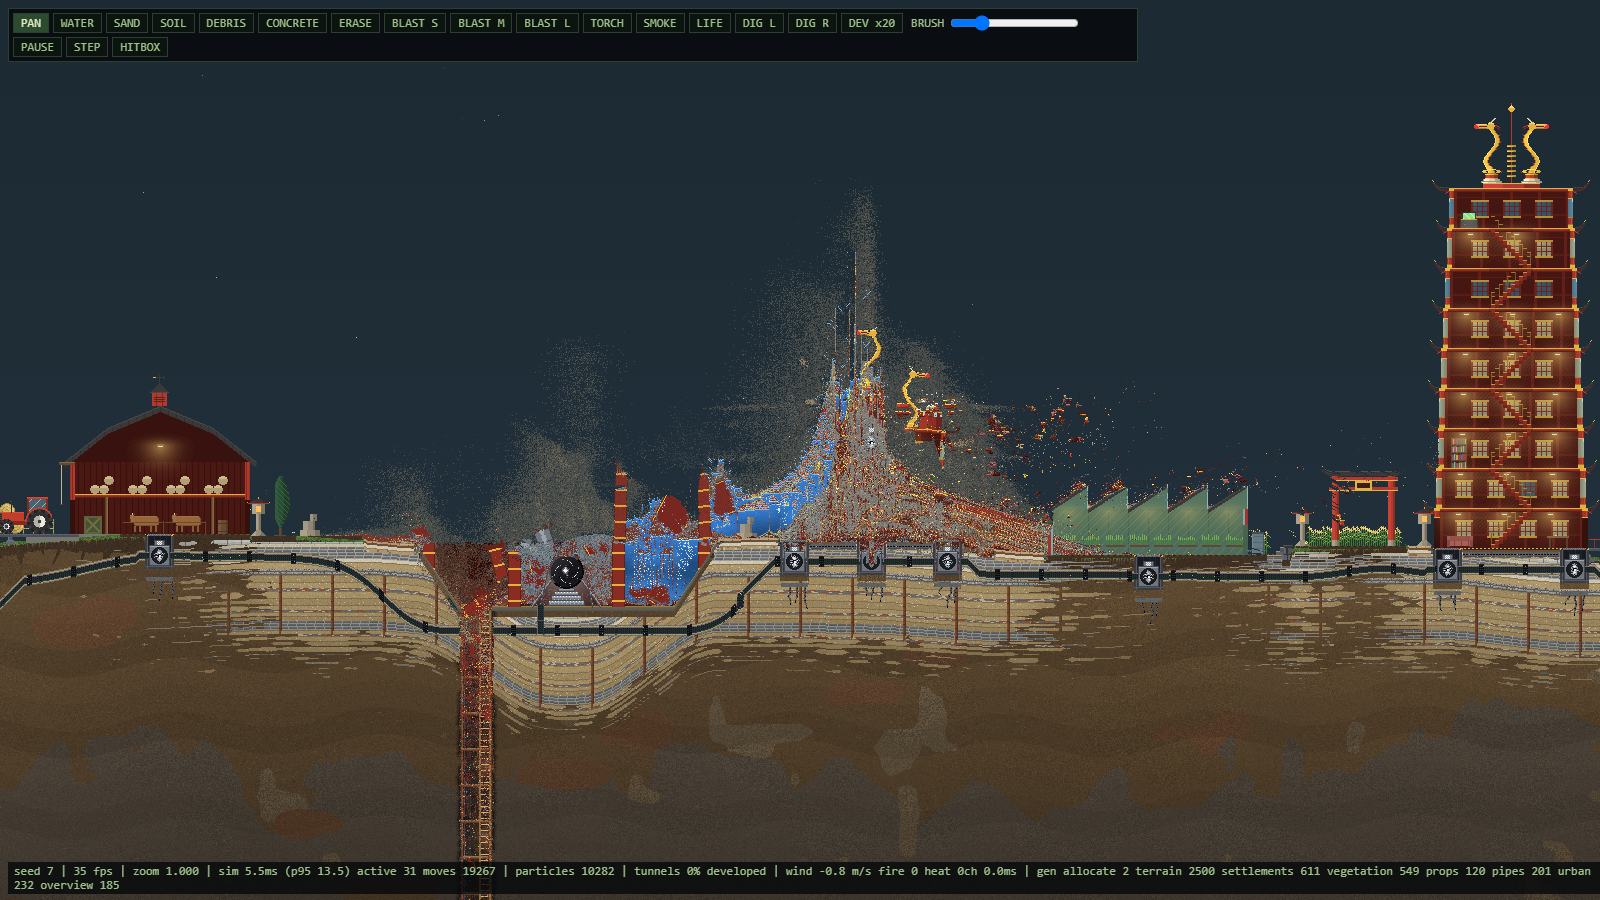 PAN WATER SAND SOIL DEBRIS CONCRETE ERASE BLAST S BLAST M BLAST L TORCH SMOKE LIFE DIG L DIG R DEV x20 BRUSH
PAUSE STEP HITBOX
seed 7 | 35 fps | zoom 1.000 | sim 5.5ms (p95 13.5) active 31 moves 19267 | particles 10282 | tunnels 0% developed | wind -0.8 m/s fire 0 heat 0ch 0.0ms | gen allocate 2 terrain 2500 settlements 611 vegetation 549 props 120 pipes 201 urban
232 overview 185